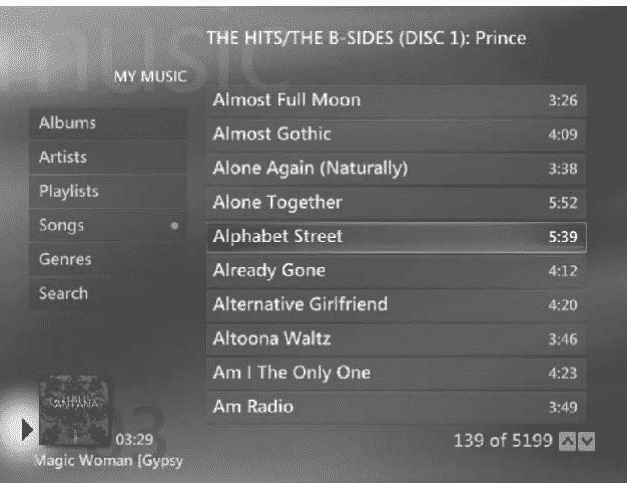 music
THE HITS/THE B-SIDES (DISC 1): Prince
MY MUSIC
Albums
Artists
Playlists
Songs
Genres
Search
Almost Full Moon 3:26
Almost Gothic 4:09
Alone Again (Naturally) 3:38
Alone Together 5:52
Alphabet Street 5:39
Already Gone 4:12
Alternative Girlfriend 4:20
Altoona Waltz 3:46
Am I The Only One 4:23
Am Radio 3:49
SANTANA
03:29
Magic Woman [Gypsy
139 of 5199